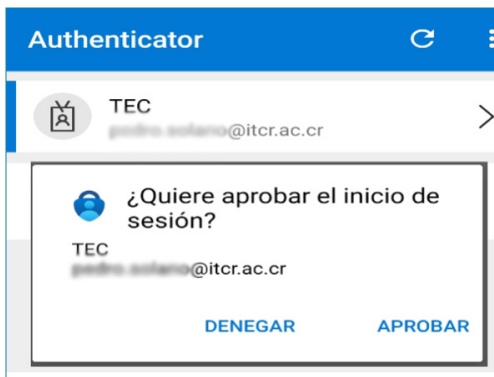 Authenticator
TEC
@itcr.ac.cr
¿Quiere aprobar el inicio de
sesión?
TEC
@itcr.ac.cr
DENEGAR
APROBAR